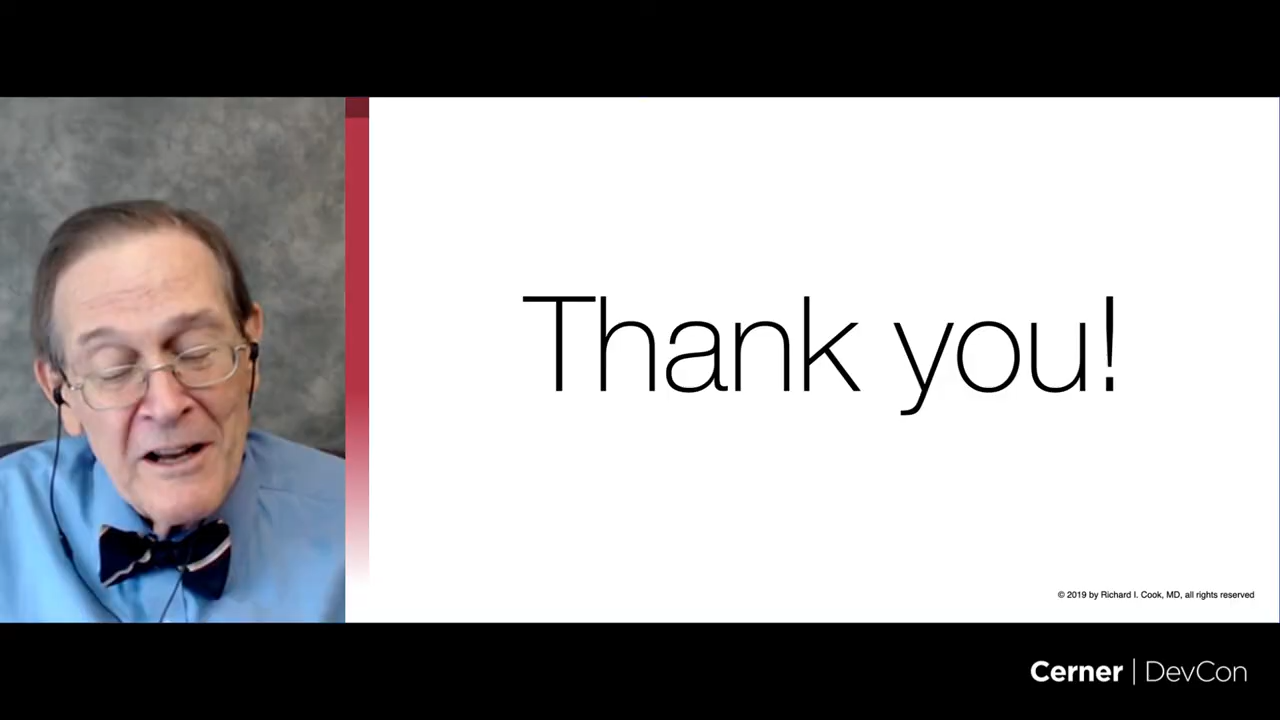 Thank you!
© 2019 by Richard I. Cook, MD, all rights reserved
Cerner | DevCon